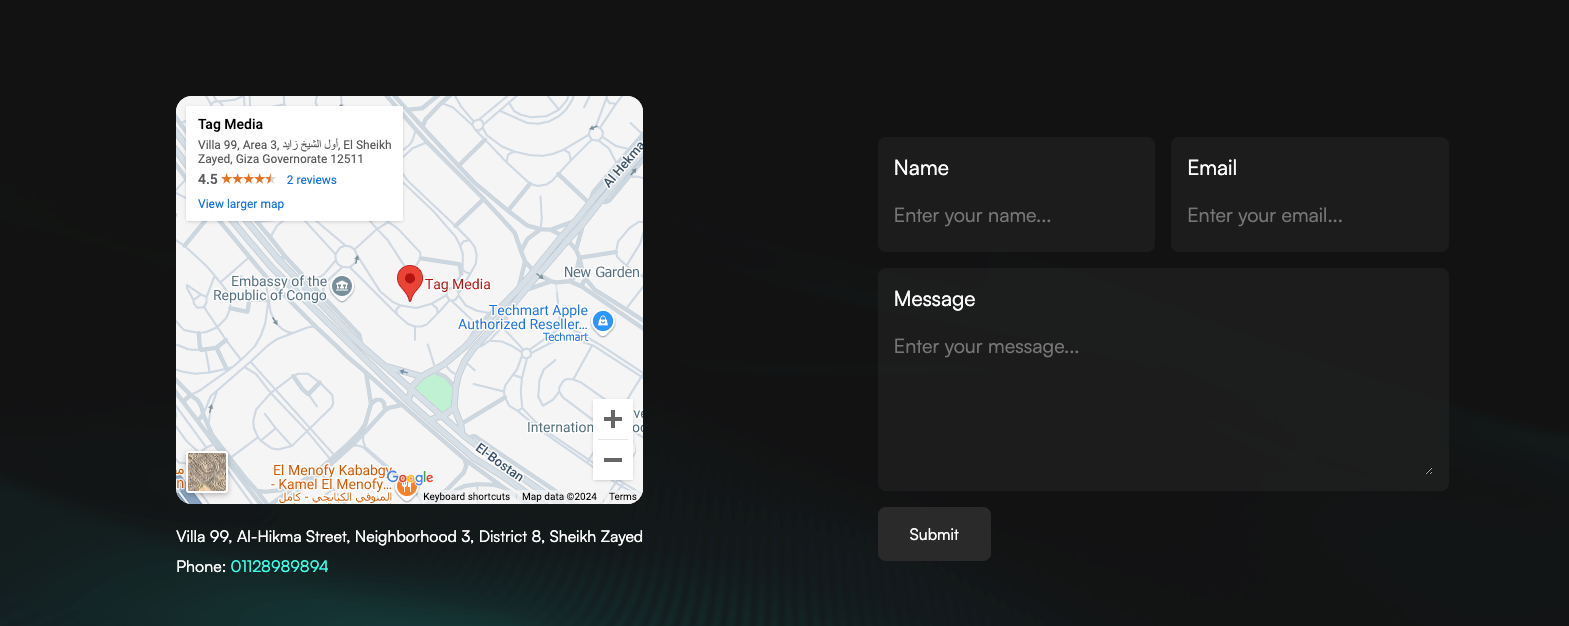 Tag Media
Villa 99, Area 3, أول الشيخ زايد, El Sheikh
Zayed, Giza Governorate 12511
4.5 2 reviews
View larger map
Al Hekma
New Garden
Embassy of the
Republic of Congo
Tag Media
Techmart Apple
Authorized Reseller...
Techmart
International
El-Bostan
El Menofy Kababgy
- Kamel El Menofy...
المنوفي الكبابجي - كامل
Google
Keyboard shortcuts Map data ©2024 Terms
Villa 99, Al-Hikma Street, Neighborhood 3, District 8, Sheikh Zayed
Phone: 01128989894
Name
Enter your name...
Email
Enter your email...
Message
Enter your message...
Submit